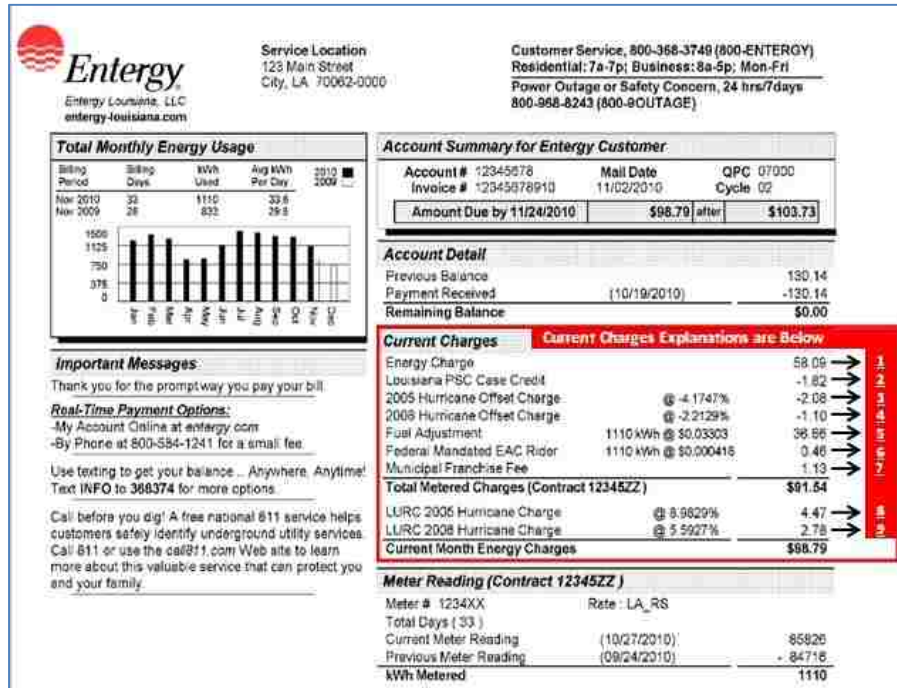 Entergy
Entergy Louisiana, LLC
entergy-louisiana.com
Service Location
123 Main Street
City, LA 70062-0000
Customer Service, 800-368-3749 (800-ENTERGY)
Residential: 7a-7p; Business: 8a-5p; Mon-Fri
Power Outage or Safety Concern, 24 hrs/7days
800-968-8243 (800-9OUTAGE)
Total Monthly Energy Usage
Billing Period Billing Days kWh Used Avg kWh Per Day 2010 2009
Nov 2010 33 1110 33.6
Nov 2009 28 833 29.8
1500
1125
750
375
0
Jan Feb Mar Apr May Jun Jul Aug Sep Oct Nov Dec
Important Messages
Thank you for the prompt way you pay your bill.
Real-Time Payment Options:
-My Account Online at entergy.com
-By Phone at 800-584-1241 for a small fee.
Use texting to get your balance... Anywhere, Anytime!
Text INFO to 368374 for more options.
Call before you dig! A free national 811 service helps
customers safely identify underground utility services.
Call 811 or use the call811.com Web site to learn
more about this valuable service that can protect you
and your family.
Account Summary for Entergy Customer
Account # 12345678 Mail Date QPC 07000
Invoice # 12345678910 11/02/2010 Cycle 02
Amount Due by 11/24/2010 $98.79 after $103.73
Account Detail
Previous Balance 130.14
Payment Received (10/19/2010) -130.14
Remaining Balance $0.00
Current Charges Current Charges Explanations are Below
Energy Charge 58.09 → 1
Louisiana PSC Case Credit -1.82 → 2
2005 Hurricane Offset Charge @ -4.1747% -2.08 → 3
2008 Hurricane Offset Charge @ -2.2129% -1.10 → 4
Fuel Adjustment 1110 kWh @ $0.03303 36.66 → 5
Federal Mandated EAC Rider 1110 kWh @ $0.000416 0.46 → 6
Municipal Franchise Fee 1.13 → 7
Total Metered Charges (Contract 12345ZZ ) $91.54
LURC 2005 Hurricane Charge @ 8.9829% 4.47 → 8
LURC 2008 Hurricane Charge @ 5.5927% 2.78 → 9
Current Month Energy Charges $98.79
Meter Reading (Contract 12345ZZ )
Meter # 1234XX Rate : LA_RS
Total Days ( 33 )
Current Meter Reading (10/27/2010) 85826
Previous Meter Reading (09/24/2010) - 84716
kWh Metered 1110